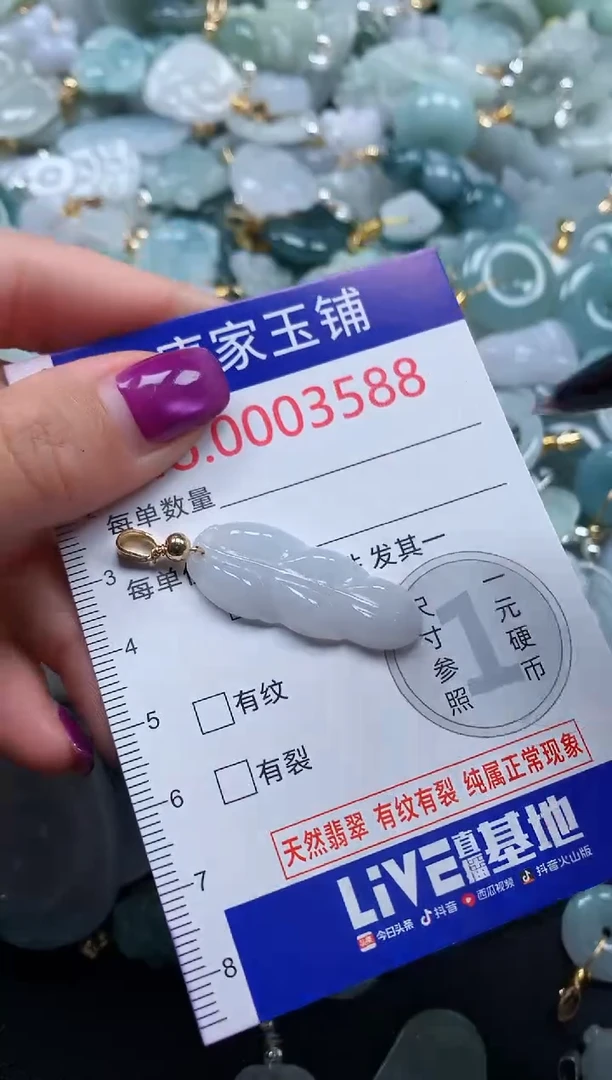 家玉铺
.0003588
每单数量
每单
发其一
3
4
5
6
7
8
一元硬币
1
尺寸参照
有纹
有裂
天然翡翠 有纹有裂 纯属正常现象
LiVE直播基地
今日头条 抖音 西瓜视频 抖音火山版